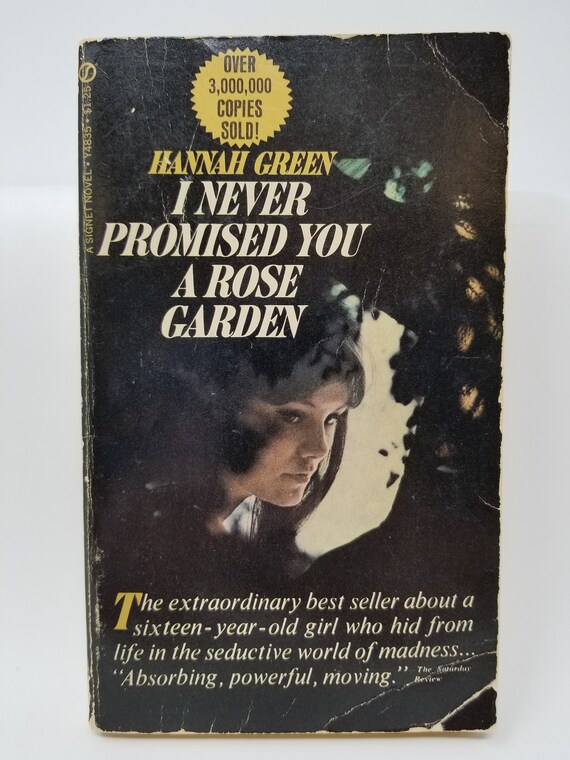 OVER
3,000,000
COPIES
SOLD!
HANNAH GREEN
I NEVER
PROMISED YOU
A ROSE
GARDEN
The extraordinary best seller about a
sixteen-year-old girl who hid from
life in the seductive world of madness...
“Absorbing, powerful, moving.” The Saturday
Review
A SIGNET NOVEL • Y4835 • $1.25
S